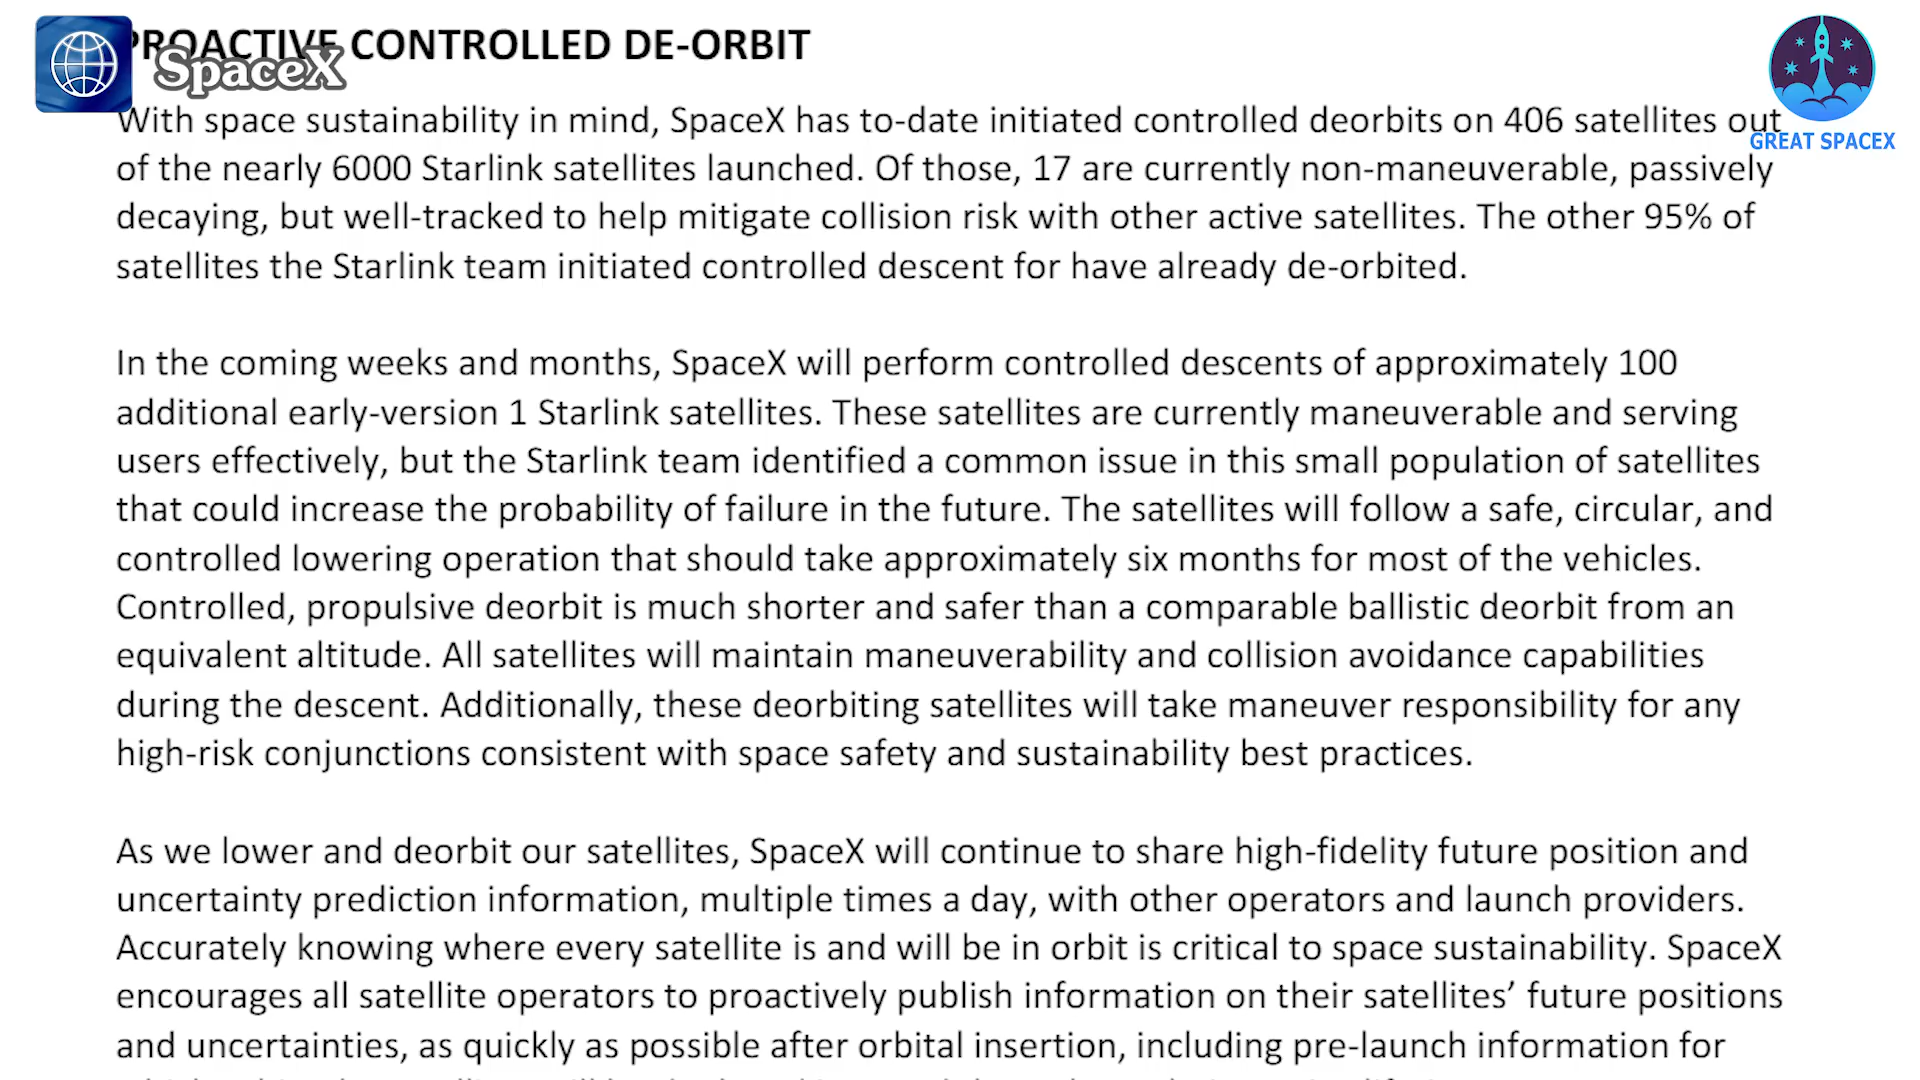 PROACTIVE CONTROLLED DE-ORBIT
SpaceX
GREAT SPACEX
With space sustainability in mind, SpaceX has to-date initiated controlled deorbits on 406 satellites out
of the nearly 6000 Starlink satellites launched. Of those, 17 are currently non-maneuverable, passively
decaying, but well-tracked to help mitigate collision risk with other active satellites. The other 95% of
satellites the Starlink team initiated controlled descent for have already de-orbited.
In the coming weeks and months, SpaceX will perform controlled descents of approximately 100
additional early-version 1 Starlink satellites. These satellites are currently maneuverable and serving
users effectively, but the Starlink team identified a common issue in this small population of satellites
that could increase the probability of failure in the future. The satellites will follow a safe, circular, and
controlled lowering operation that should take approximately six months for most of the vehicles.
Controlled, propulsive deorbit is much shorter and safer than a comparable ballistic deorbit from an
equivalent altitude. All satellites will maintain maneuverability and collision avoidance capabilities
during the descent. Additionally, these deorbiting satellites will take maneuver responsibility for any
high-risk conjunctions consistent with space safety and sustainability best practices.
As we lower and deorbit our satellites, SpaceX will continue to share high-fidelity future position and
uncertainty prediction information, multiple times a day, with other operators and launch providers.
Accurately knowing where every satellite is and will be in orbit is critical to space sustainability. SpaceX
encourages all satellite operators to proactively publish information on their satellites’ future positions
and uncertainties, as quickly as possible after orbital insertion, including pre-launch information for